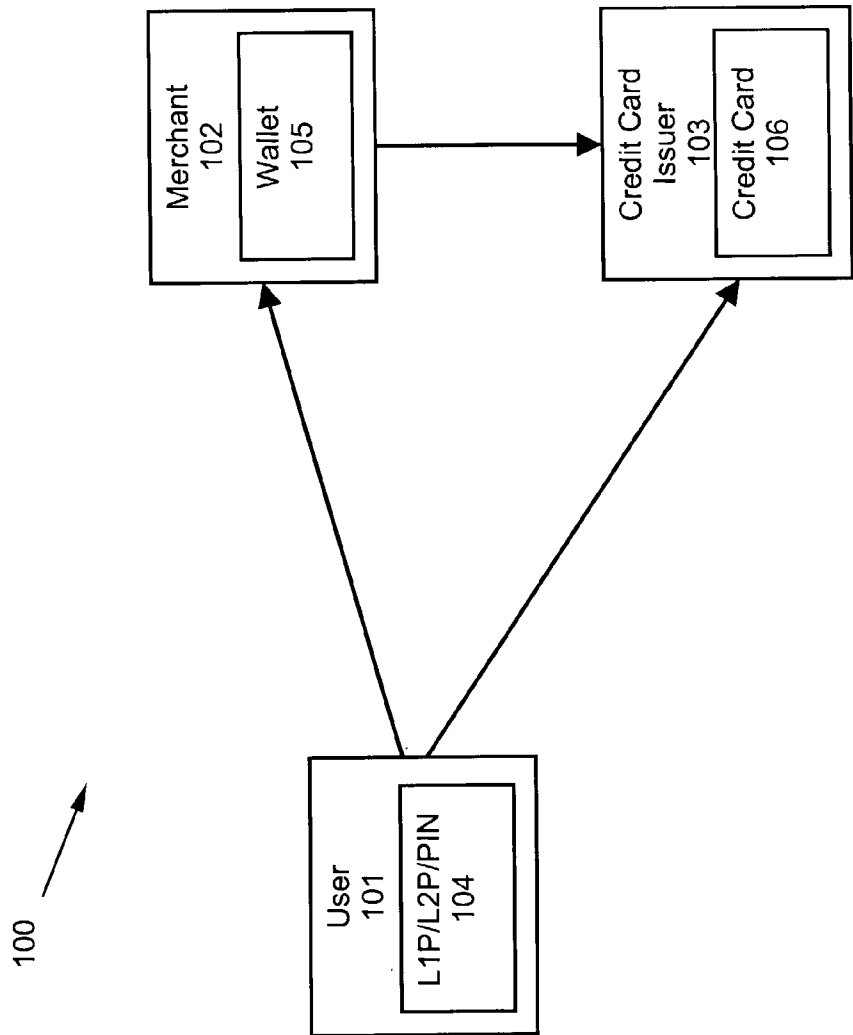 100
User
101
L1P/L2P/PIN
104
Merchant
102
Wallet
105
Credit Card
Issuer
103
Credit Card
106